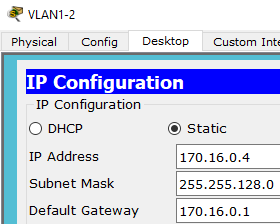 VLAN1-2
Physical Config Desktop Custom Inte
IP Configuration
IP Configuration
DHCP Static
IP Address 170.16.0.4
Subnet Mask 255.255.128.0
Default Gateway 170.16.0.1